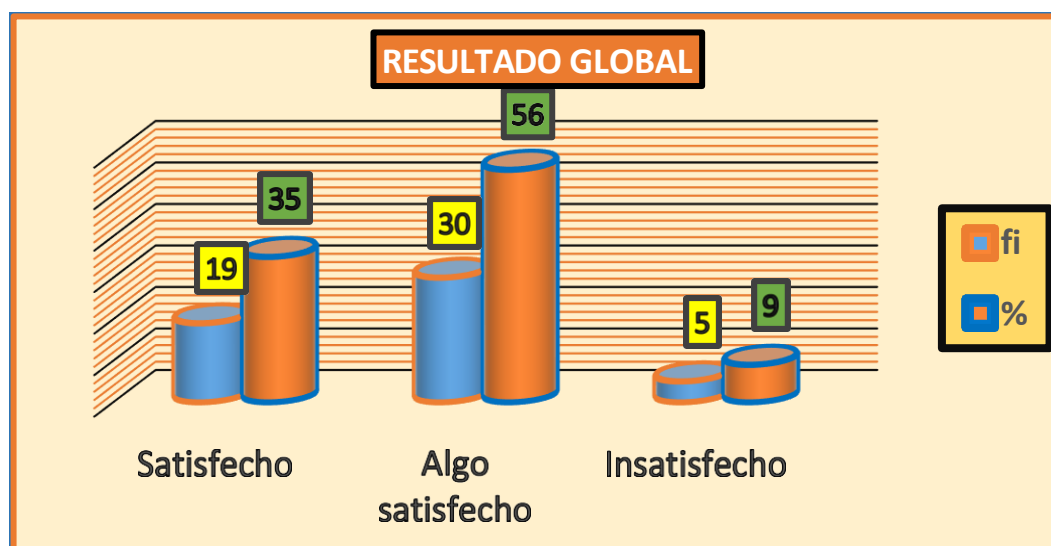 RESULTADO GLOBAL
56
35
30
19
9
5
fi
%
Satisfecho
Algo
satisfecho
Insatisfecho